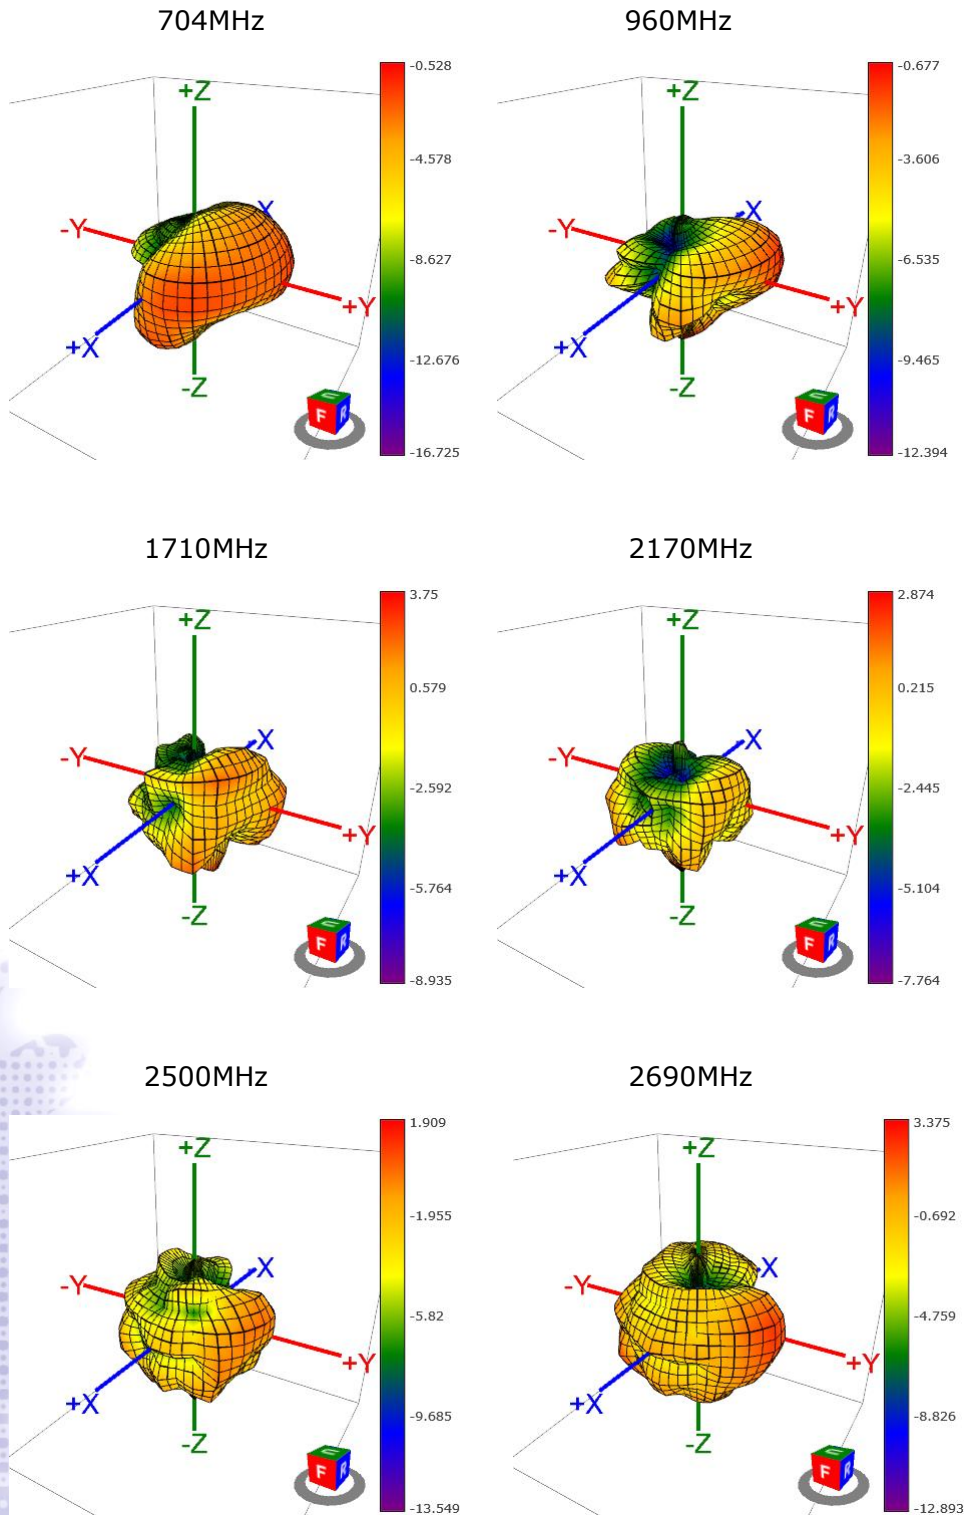 704MHz
-0.528
-4.578
-8.627
-12.676
-16.725
+Z
-Y
X
+Y
+X
-Z
F
R
960MHz
-0.677
-3.606
-6.535
-9.465
-12.394
+Z
-Y
-X
+Y
+X
-Z
F
R
1710MHz
3.75
0.579
-2.592
-5.764
-8.935
+Z
-Y
-X
+Y
+X
-Z
F
R
2170MHz
2.874
0.215
-2.445
-5.104
-7.764
+Z
-Y
-X
+Y
+X
-Z
F
R
2500MHz
1.909
-1.955
-5.82
-9.685
-13.549
+Z
-Y
-X
+Y
+X
-Z
F
R
2690MHz
3.375
-0.692
-4.759
-8.826
-12.893
+Z
-Y
-X
+Y
+X
-Z
F
R